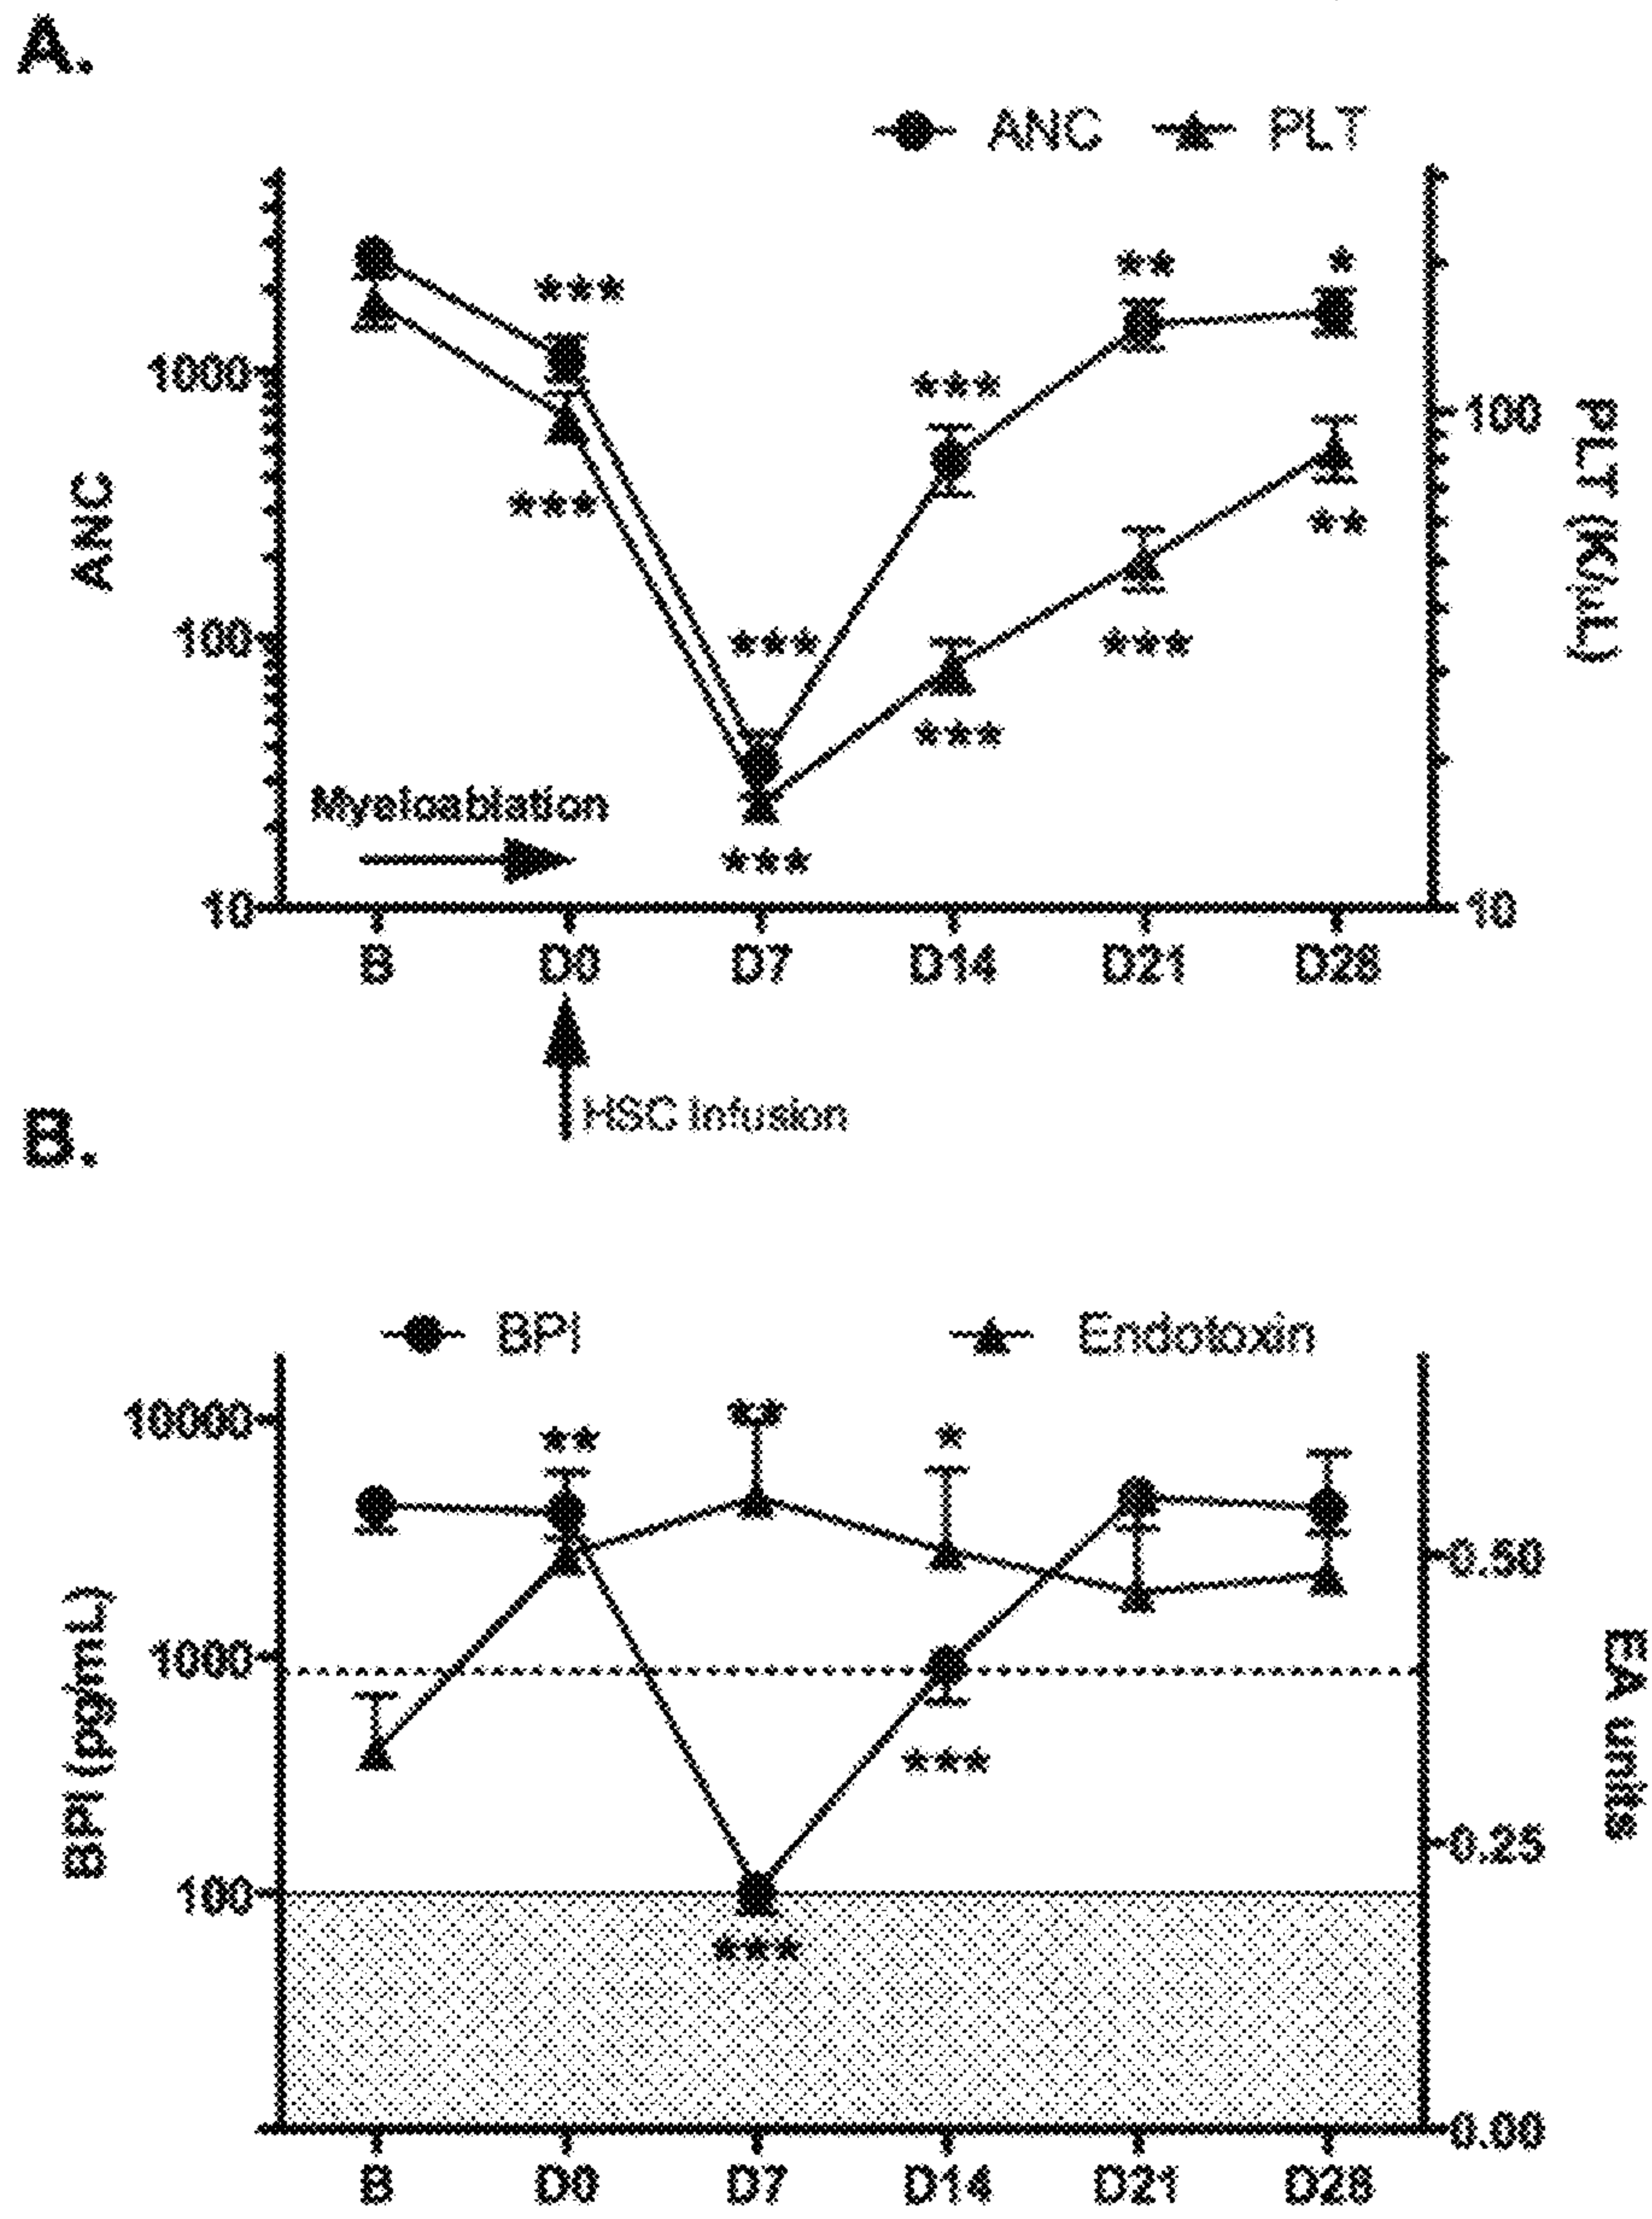 A.
ANC PLT
*** ** *
1000
***
100
*** **
ANC
PLT (K/µL)
100
*** ***
***
Myeloablation
***
10 10
B D0 D7 D14 D21 D28
HSC Infusion
B.
BPI Endotoxin
10000
** ** *
0.50
1000
BPI (pg/mL)
EA units
***
0.25
100
***
0.00
B D0 D7 D14 D21 D28